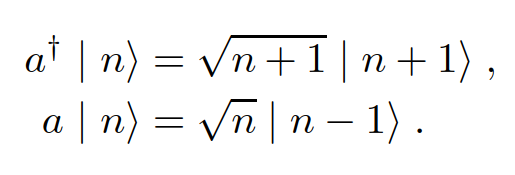 a† | n⟩ = √(n + 1) | n + 1⟩ ,
a | n⟩ = √n | n − 1⟩ .